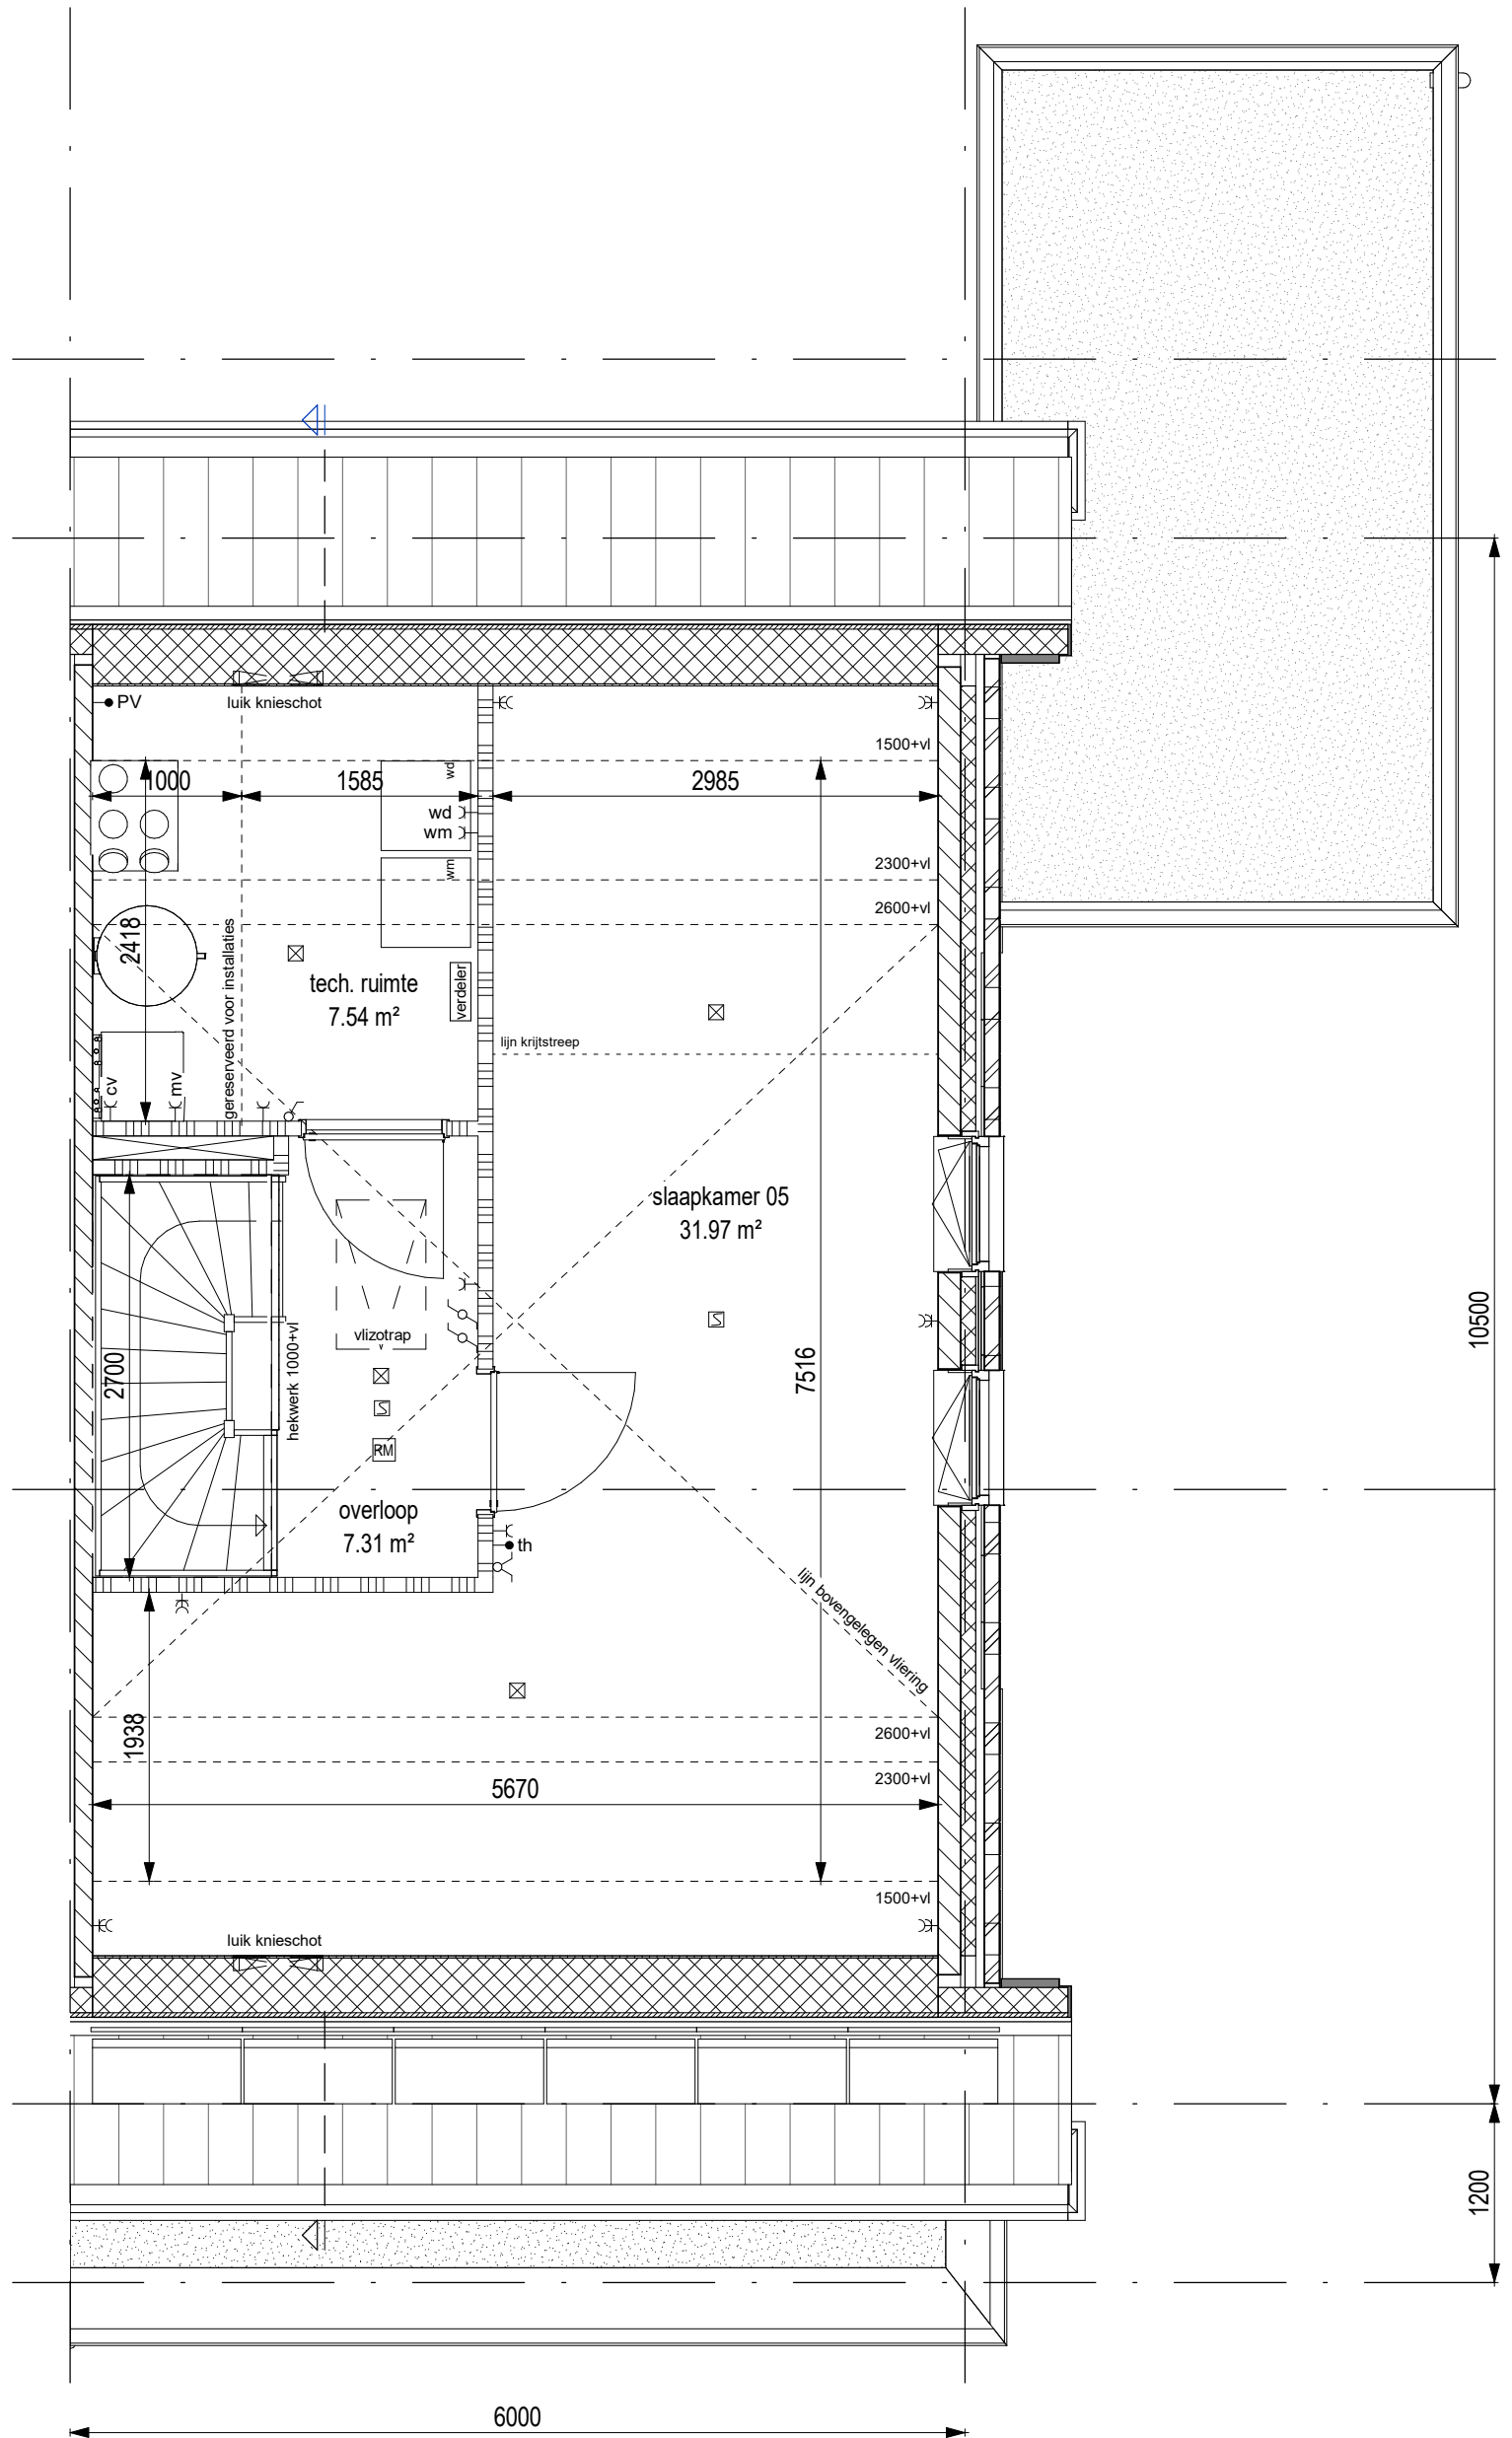 PV
luik knieschot
1500+vl
1000
1585
2985
wd
wd
wm
wm
2300+vl
2600+vl
2418
gereserveerd voor installaties
tech. ruimte
7.54 m²
verdeler
lijn krijtstreep
cv
mv
slaapkamer 05
31.97 m²
10500
vlizotrap
hekwerk 1000+vl
2700
7516
RM
overloop
7.31 m²
th
lijn bovengelegen vliering
1938
2600+vl
2300+vl
5670
1500+vl
luik knieschot
1200
6000